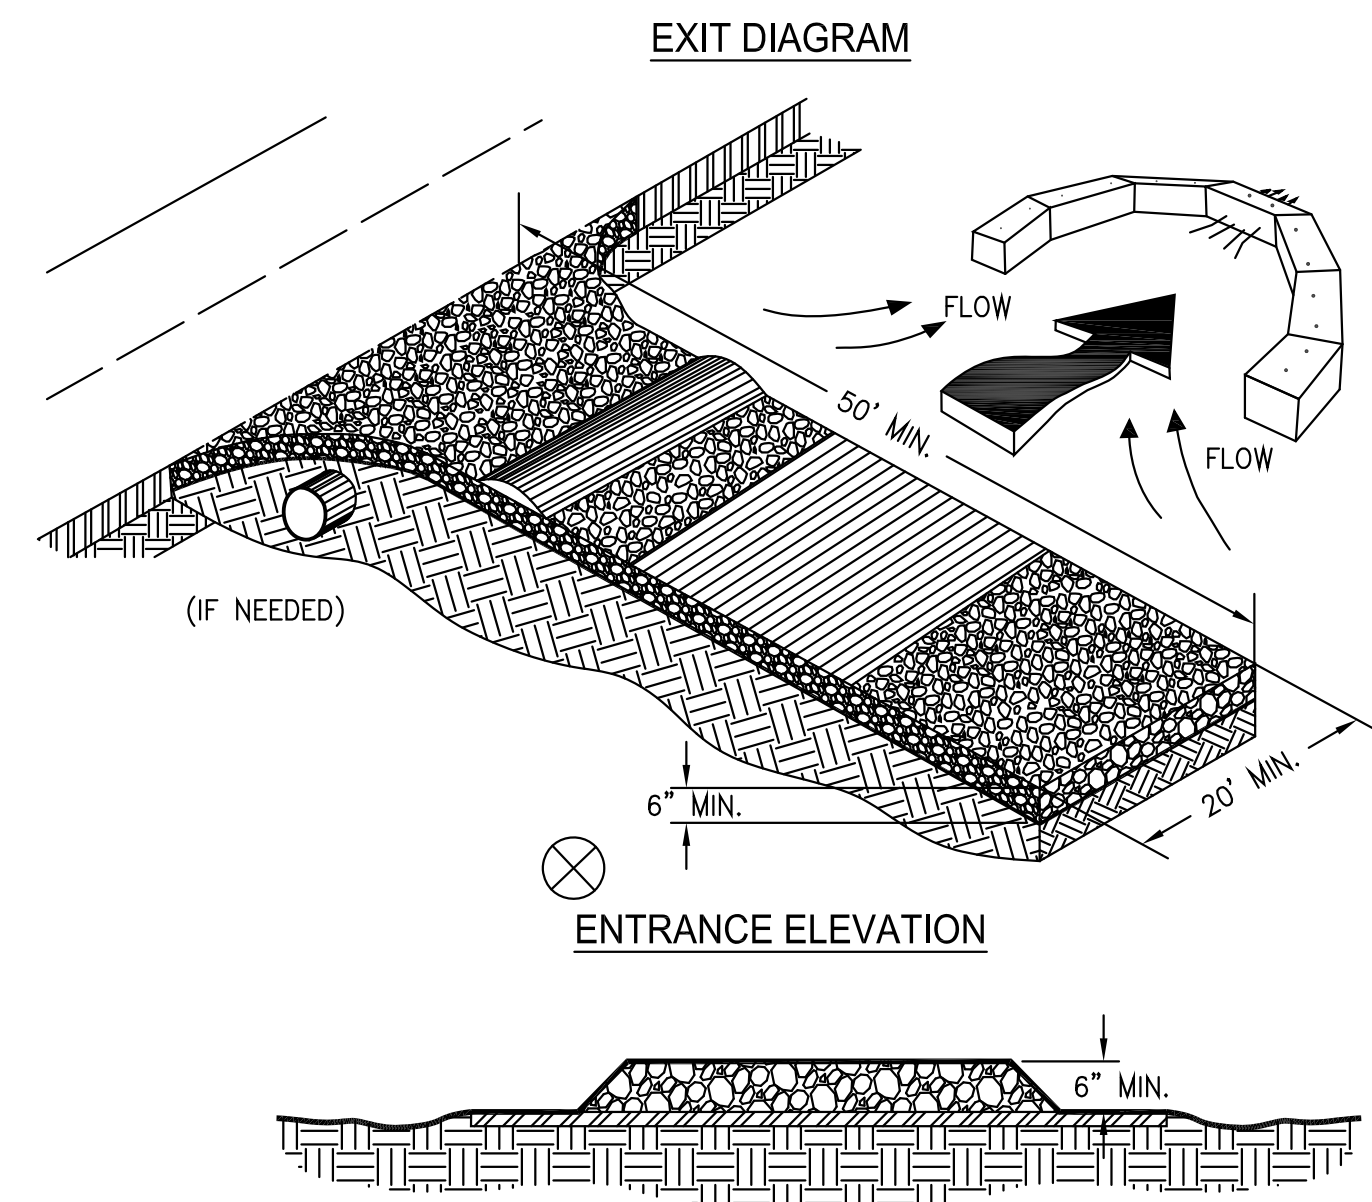 EXIT DIAGRAM
FLOW
50' MIN.
FLOW
(IF NEEDED)
6” MIN.
20' MIN.
ENTRANCE ELEVATION
6” MIN.